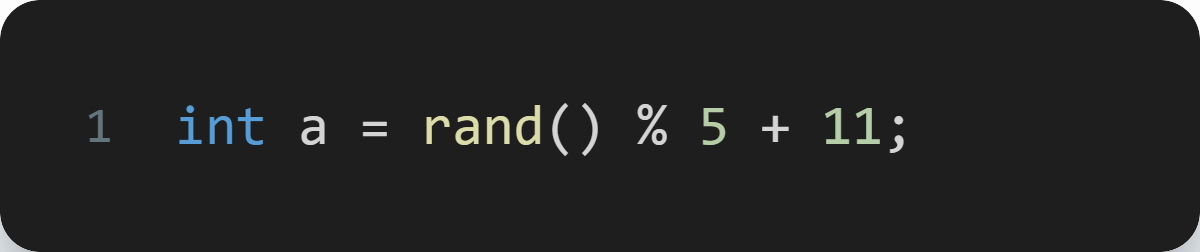 1 int a = rand() % 5 + 11;